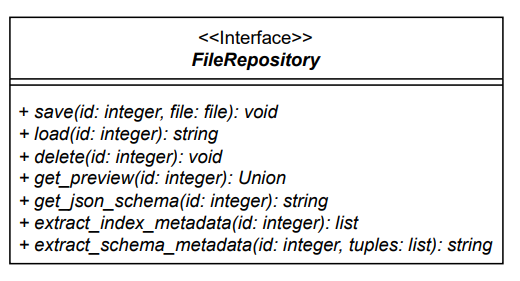 <<Interface>>
FileRepository
+ save(id: integer, file: file): void
+ load(id: integer): string
+ delete(id: integer): void
+ get_preview(id: integer): Union
+ get_json_schema(id: integer): string
+ extract_index_metadata(id: integer): list
+ extract_schema_metadata(id: integer, tuples: list): string